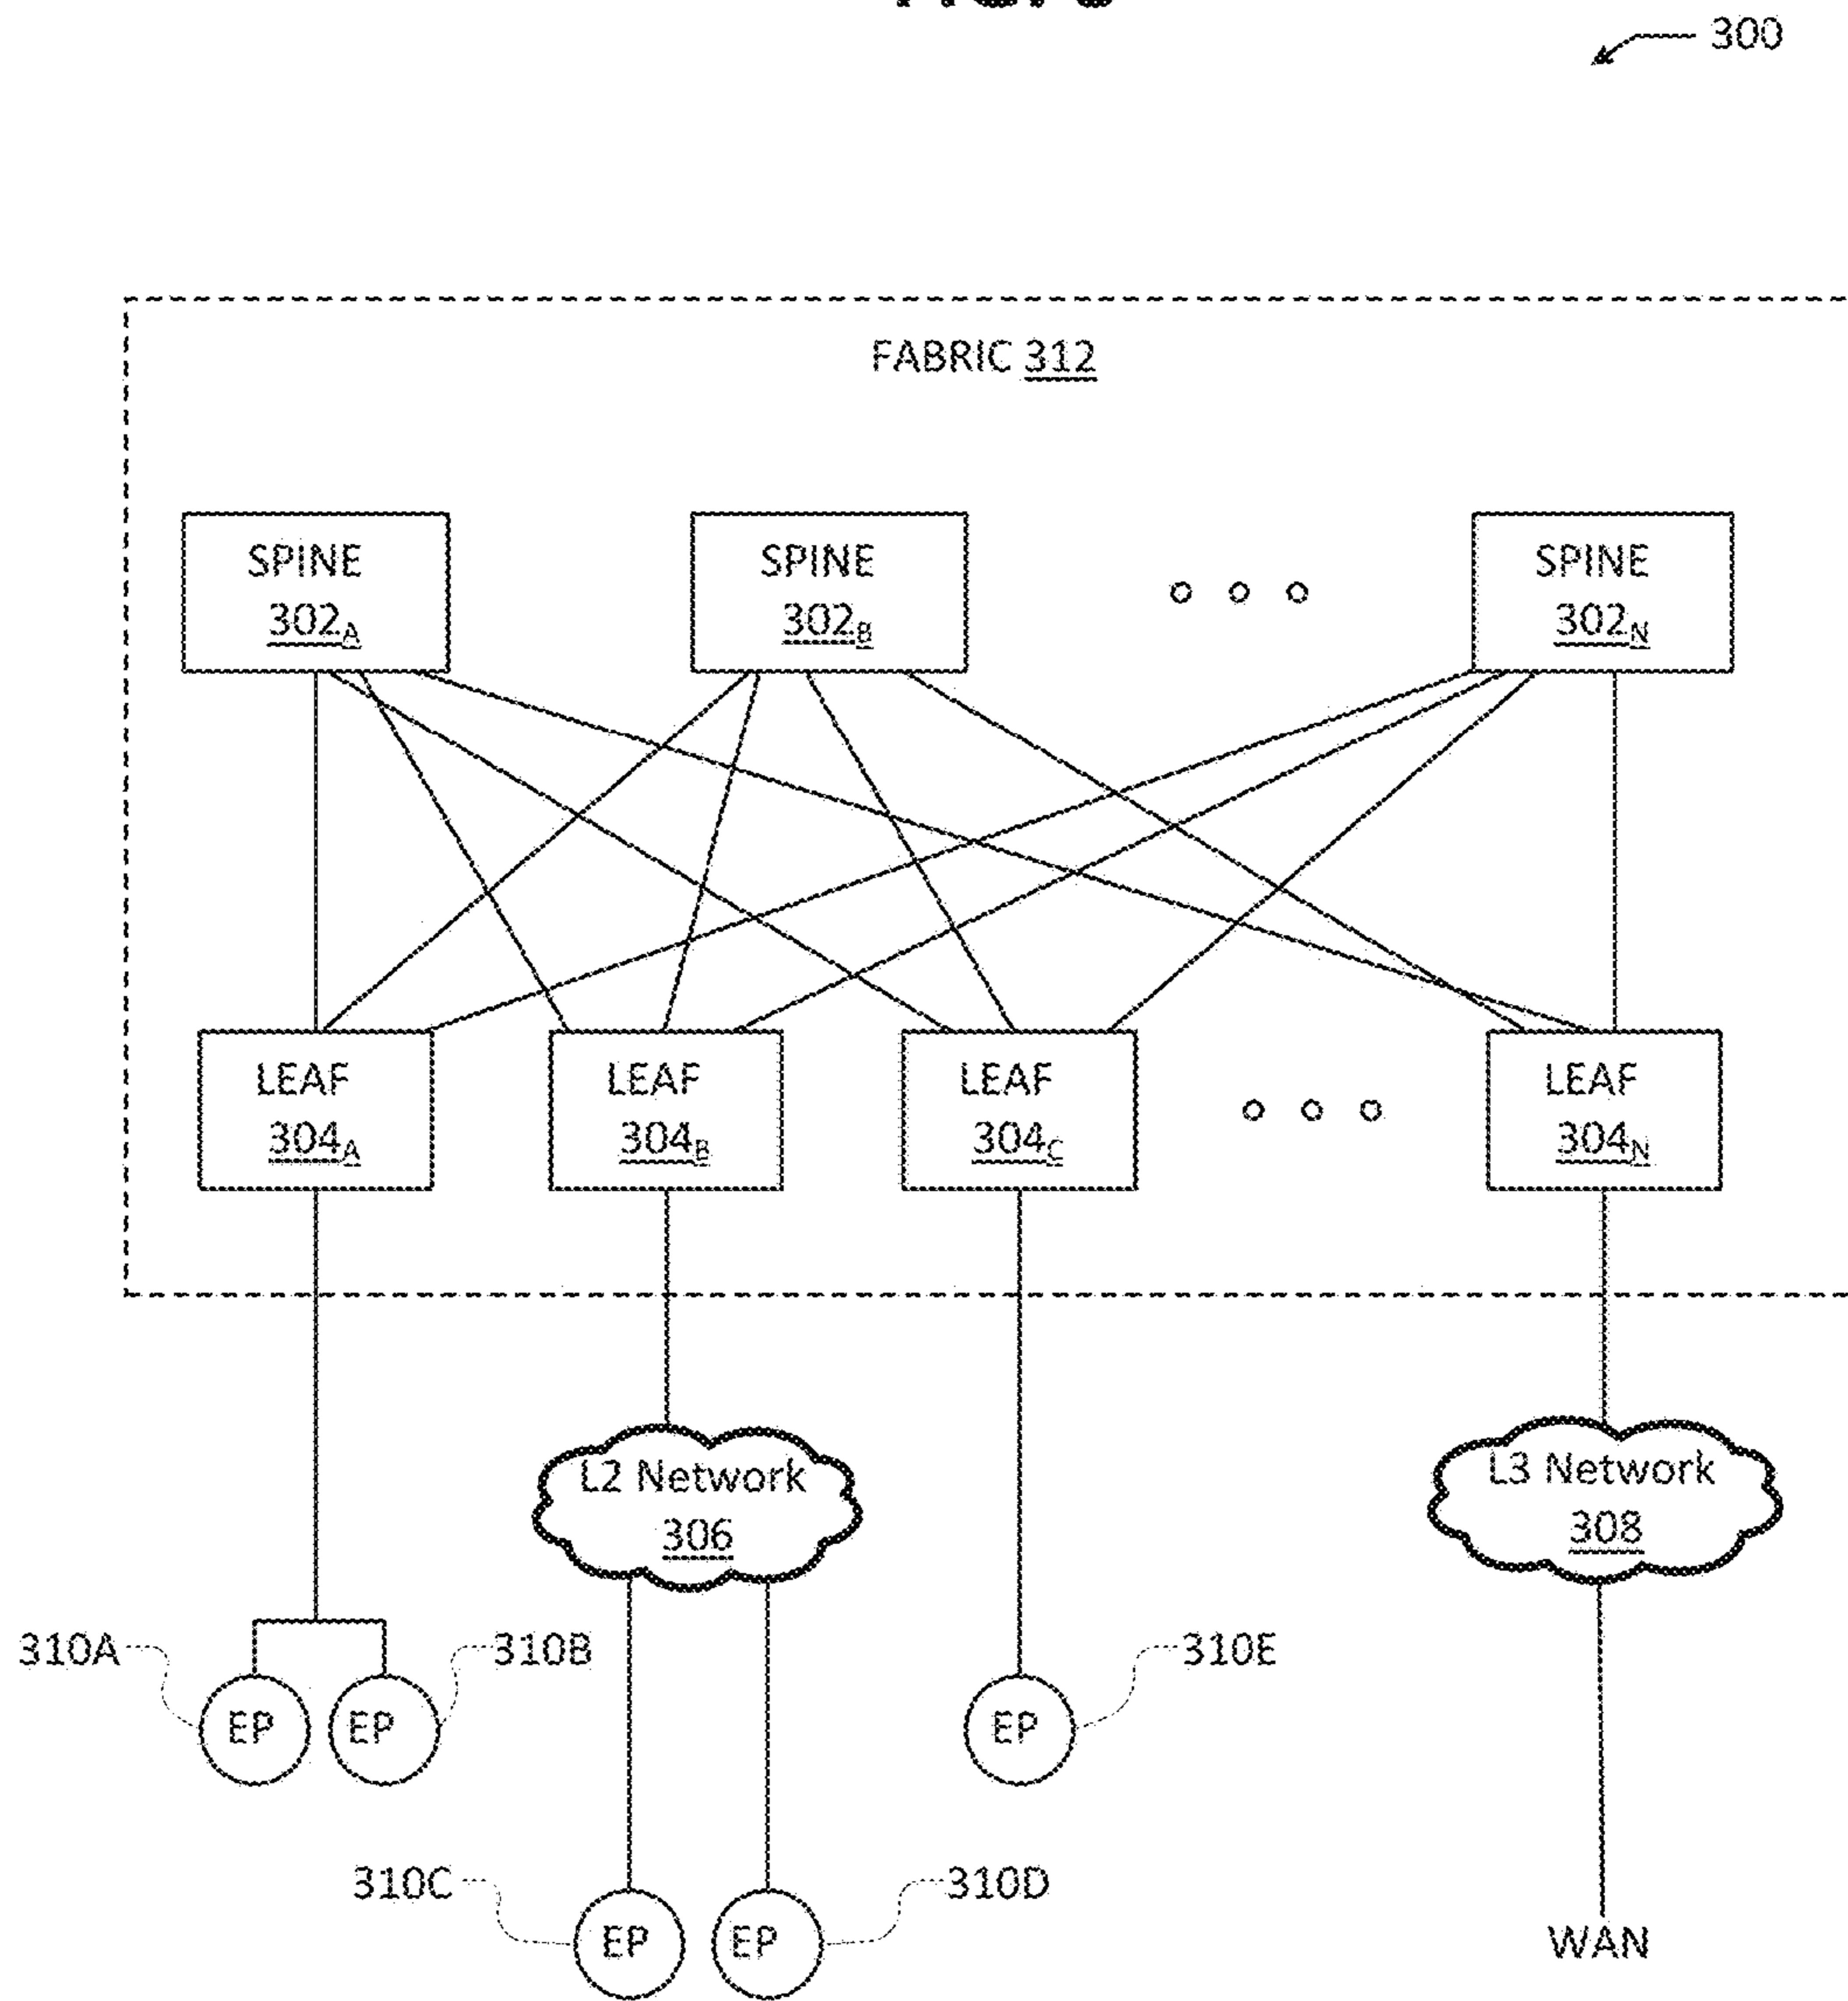 300
FABRIC 312
SPINE
302A
SPINE
302B
SPINE
302N
LEAF
304A
LEAF
304B
LEAF
304C
LEAF
304N
L2 Network
306
L3 Network
308
310A
310B
310E
EP
EP
EP
310C
310D
EP
EP
WAN